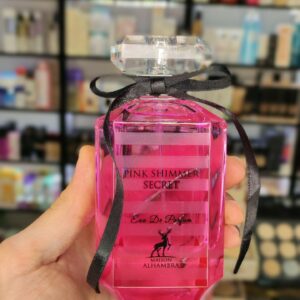 PINK SHIMMER
SECRET
Eau De Parfum
MAISON
ALHAMBRA